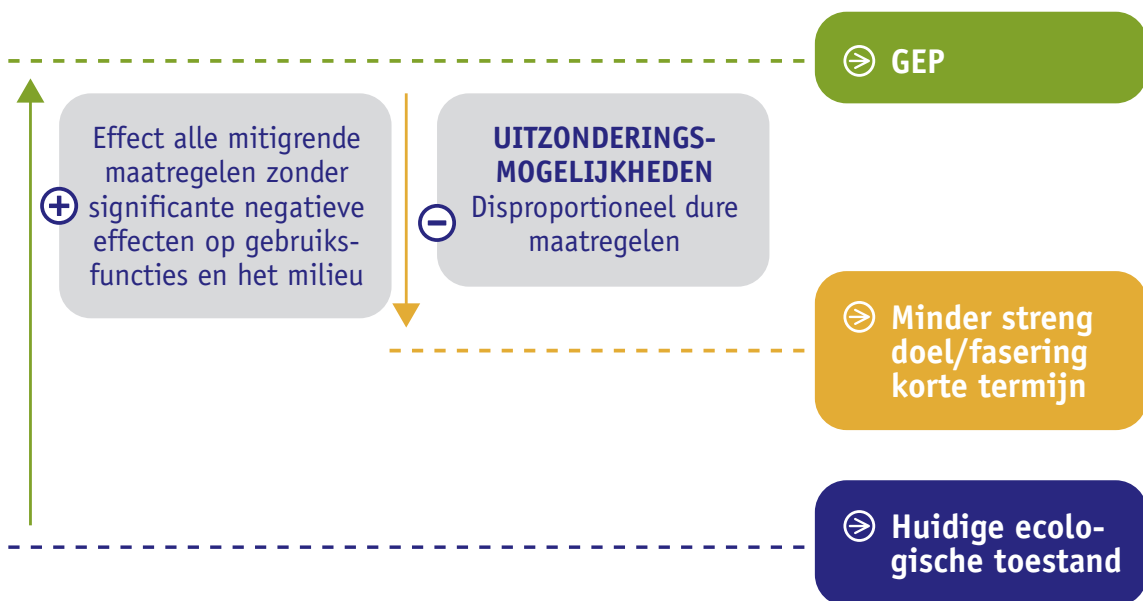 GEP
Effect alle mitigrende
maatregelen zonder
significante negatieve
effecten op gebruiks-
functies en het milieu
UITZONDERINGS-
MOGELIJKHEDEN
Disproportioneel dure
maatregelen
Minder streng
doel/fasering
korte termijn
Huidige ecolo-
gische toestand